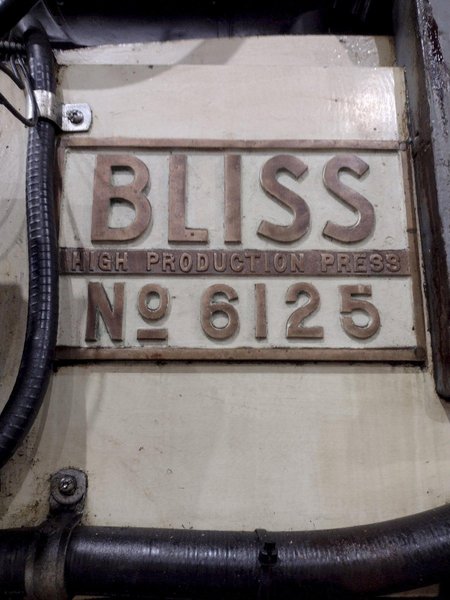 BLISS
HIGH PRODUCTION PRESS
No 6125